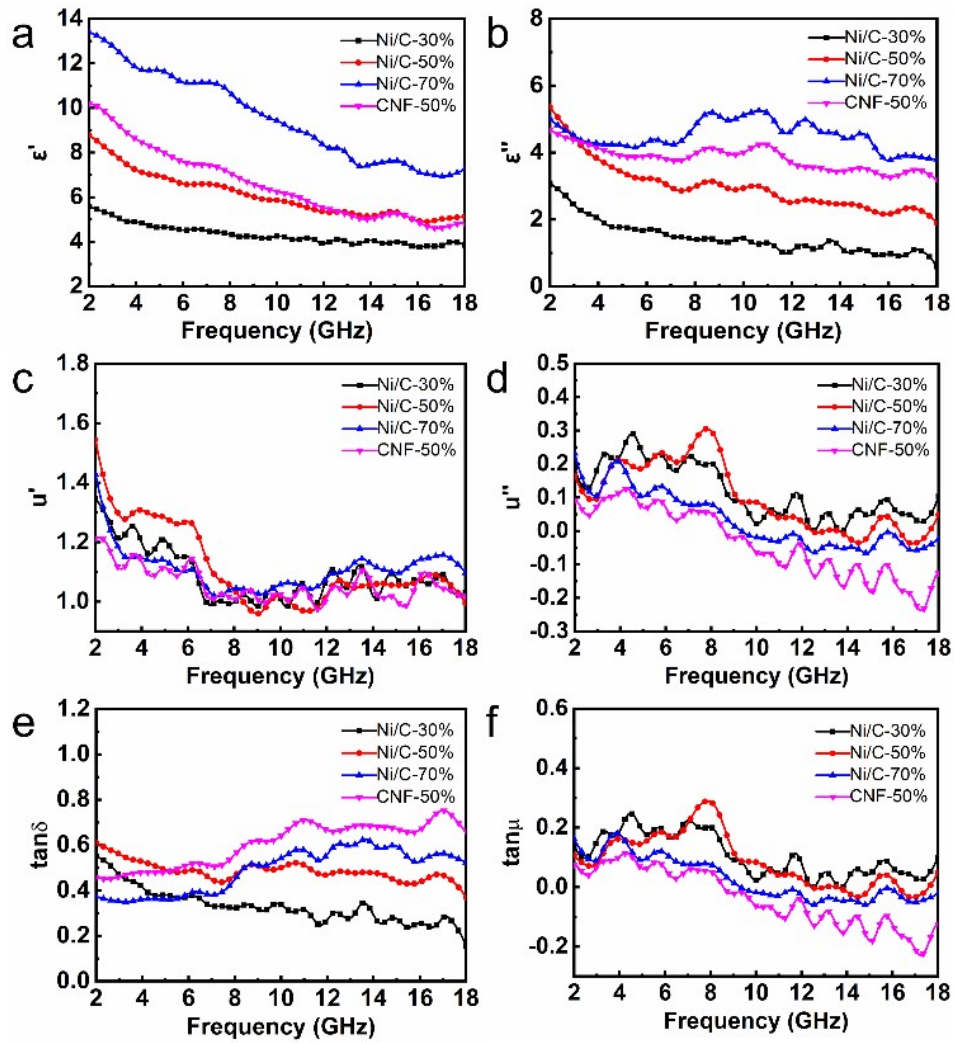 a
14
12
10
8
6
4
2
ε'
Ni/C-30%
Ni/C-50%
Ni/C-70%
CNF-50%
2 4 6 8 10 12 14 16 18
Frequency (GHz)
b
8
6
4
2
0
ε''
Ni/C-30%
Ni/C-50%
Ni/C-70%
CNF-50%
2 4 6 8 10 12 14 16 18
Frequency (GHz)
c
1.8
1.6
1.4
1.2
1.0
u'
Ni/C-30%
Ni/C-50%
Ni/C-70%
CNF-50%
2 4 6 8 10 12 14 16 18
Frequency (GHz)
d
0.5
0.4
0.3
0.2
0.1
0.0
-0.1
-0.2
-0.3
u''
Ni/C-30%
Ni/C-50%
Ni/C-70%
CNF-50%
2 4 6 8 10 12 14 16 18
Frequency (GHz)
e
1.2
1.0
0.8
0.6
0.4
0.2
0.0
tanδ
Ni/C-30%
Ni/C-50%
Ni/C-70%
CNF-50%
2 4 6 8 10 12 14 16 18
Frequency (GHz)
f
0.6
0.4
0.2
0.0
-0.2
tanμ
Ni/C-30%
Ni/C-50%
Ni/C-70%
CNF-50%
2 4 6 8 10 12 14 16 18
Frequency (GHz)